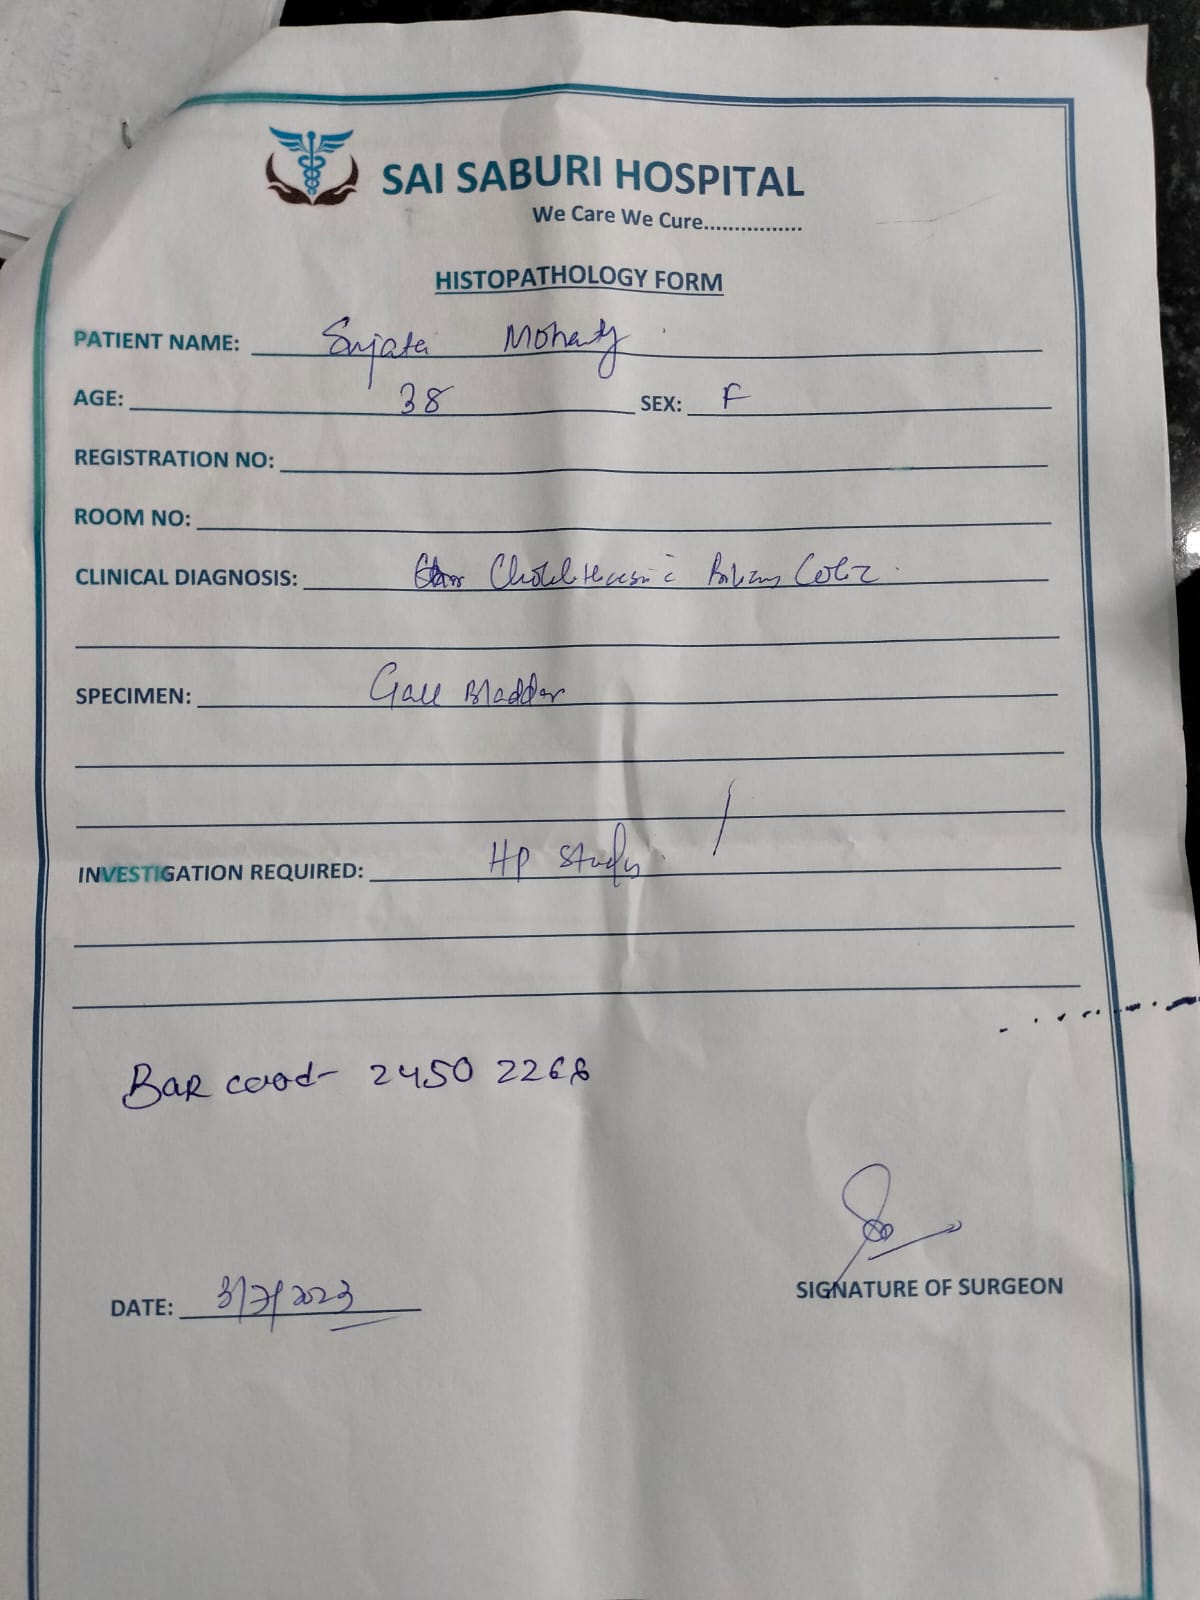 SAI SABURI HOSPITAL
We Care We Cure................
HISTOPATHOLOGY FORM
PATIENT NAME: Sujata Mohanty
AGE: 38 SEX: F
REGISTRATION NO:
ROOM NO:
CLINICAL DIAGNOSIS: Cholelithiasis c̄ Biliary Colic
SPECIMEN: Gall Bladder
INVESTIGATION REQUIRED: HP Study
BAR cood- 2450 2268
DATE: 3/7/2023
SIGNATURE OF SURGEON